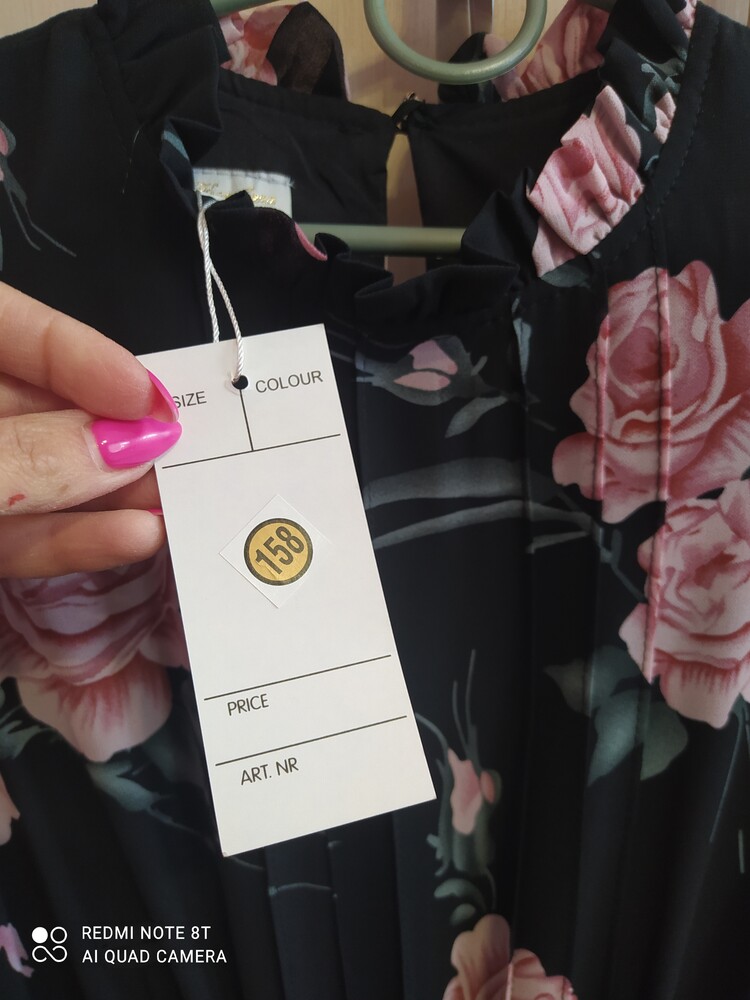 SIZE
COLOUR
158
PRICE
ART. NR
REDMI NOTE 8T
AI QUAD CAMERA